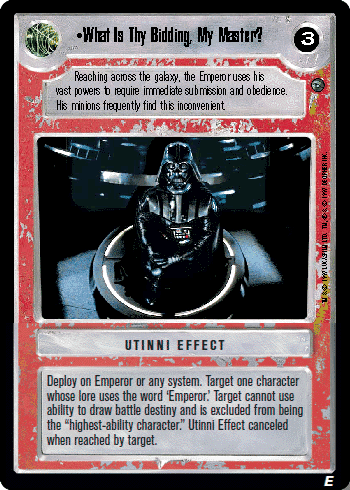 •What Is Thy Bidding, My Master?
3
Reaching across the galaxy, the Emperor uses his
vast powers to require immediate submission and obedience.
His minions frequently find this inconvenient.
UTINNI EFFECT
Deploy on Emperor or any system. Target one character
whose lore uses the word 'Emperor.' Target cannot use
ability to draw battle destiny and is excluded from being
the "highest-ability character." Utinni Effect canceled
when reached by target.
E